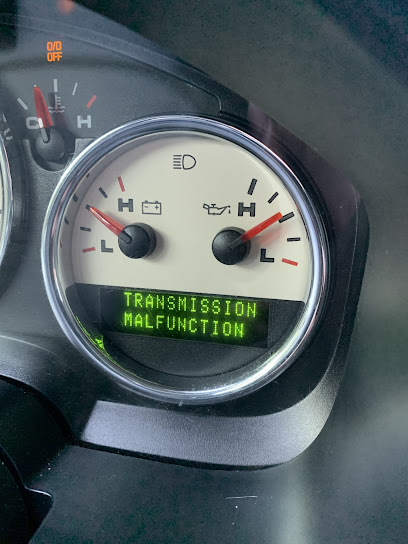 O/D
OFF
C H
H H
L L
TRANSMISSION
MALFUNCTION